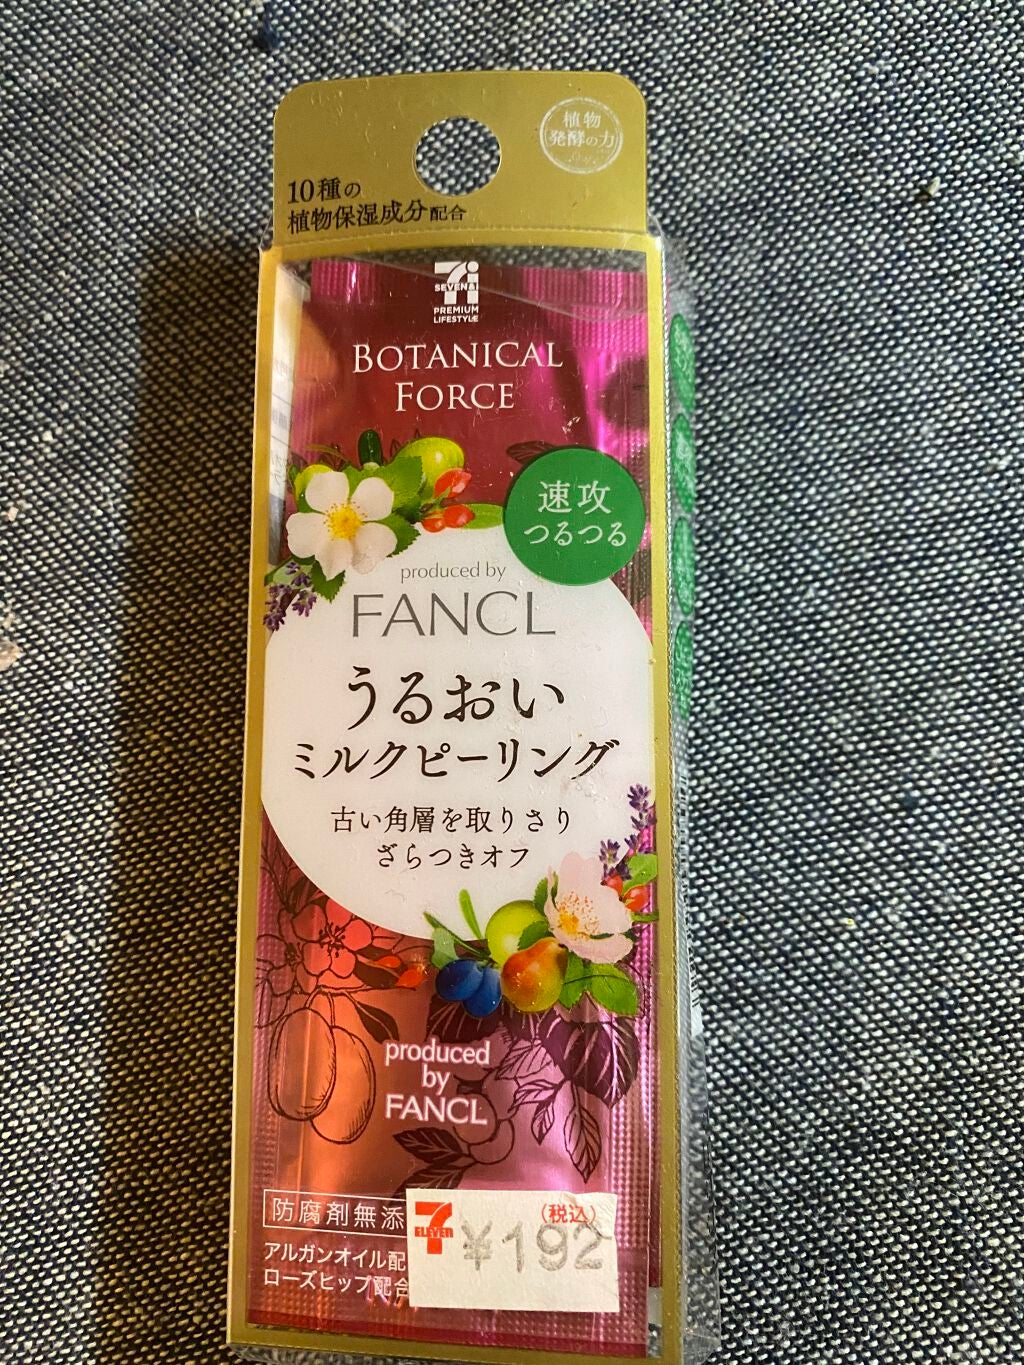 植物
発酵の力
10種の
植物保湿成分配合
7i
SEVEN&i
PREMIUM
LIFESTYLE
BOTANICAL
FORCE
速攻
つるつる
produced by
FANCL
うるおい
ミルクピーリング
古い角層を取りさり
ざらつきオフ
produced
by
FANCL
防腐剤無添
アルガンオイル配
ローズヒップ配合
7
ELEVEN
(税込)
¥192